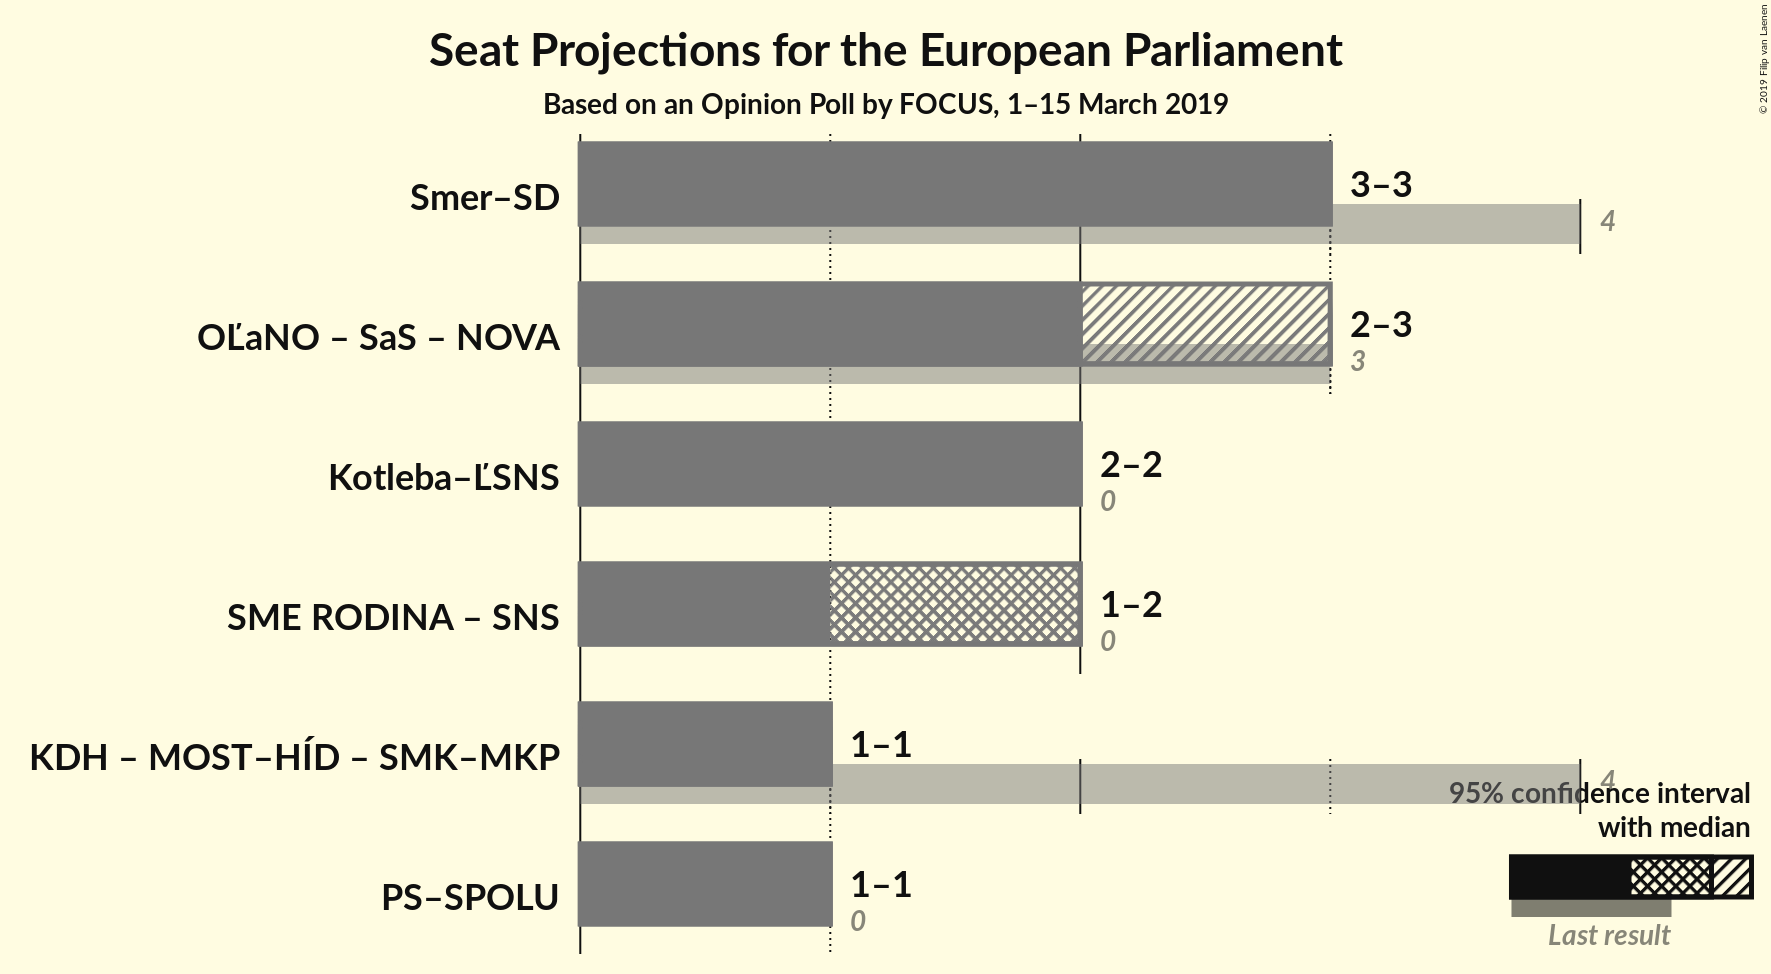 Seat Projections for the European Parliament
Based on an Opinion Poll by FOCUS, 1–15 March 2019
© 2019 Filip van Laenen
Smer–SD
3–3
4
OĽaNO – SaS – NOVA
2–3
3
Kotleba–ĽSNS
2–2
0
SME RODINA – SNS
1–2
0
KDH – MOST–HÍD – SMK–MKP
1–1
4
PS–SPOLU
1–1
0
95% confidence interval
with median
Last result